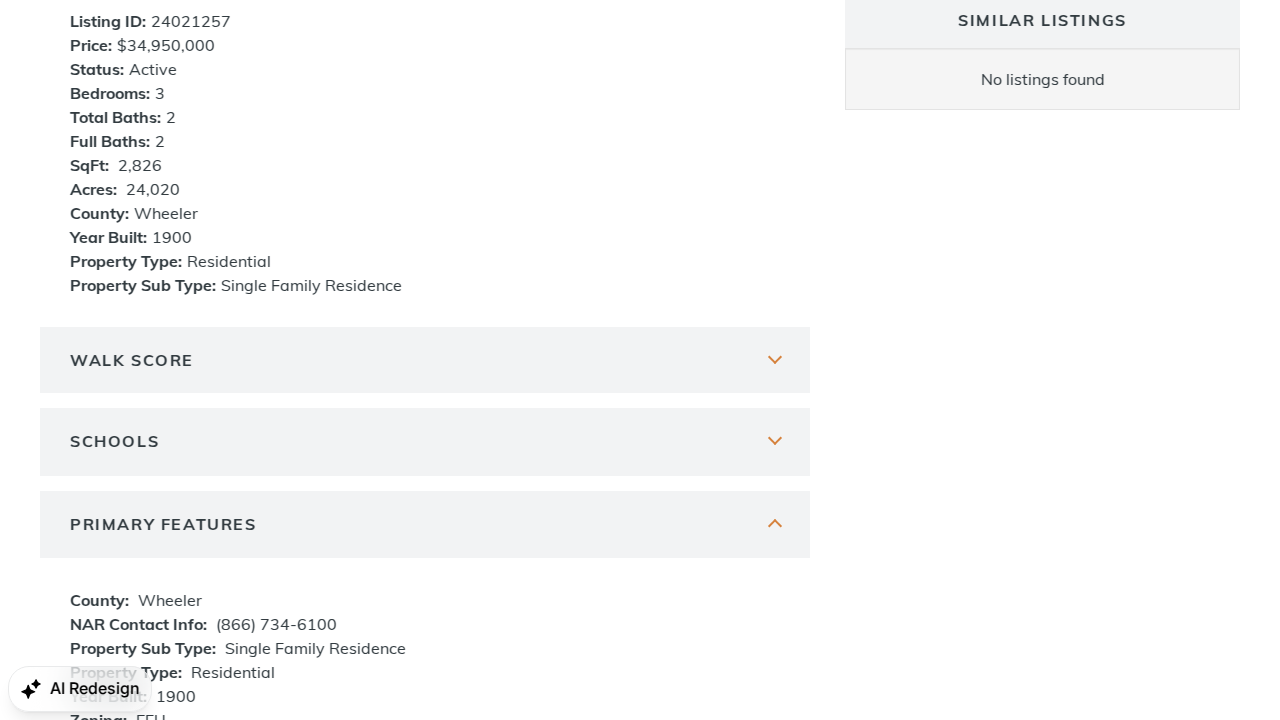 Listing ID: 24021257
Price: $34,950,000
Status: Active
Bedrooms: 3
Total Baths: 2
Full Baths: 2
SqFt: 2,826
Acres: 24,020
County: Wheeler
Year Built: 1900
Property Type: Residential
Property Sub Type: Single Family Residence
SIMILAR LISTINGS
No listings found
WALK SCORE
SCHOOLS
PRIMARY FEATURES
County: Wheeler
NAR Contact Info: (866) 734-6100
Property Sub Type: Single Family Residence
Property Type: Residential
Year Built: 1900
AI Redesign